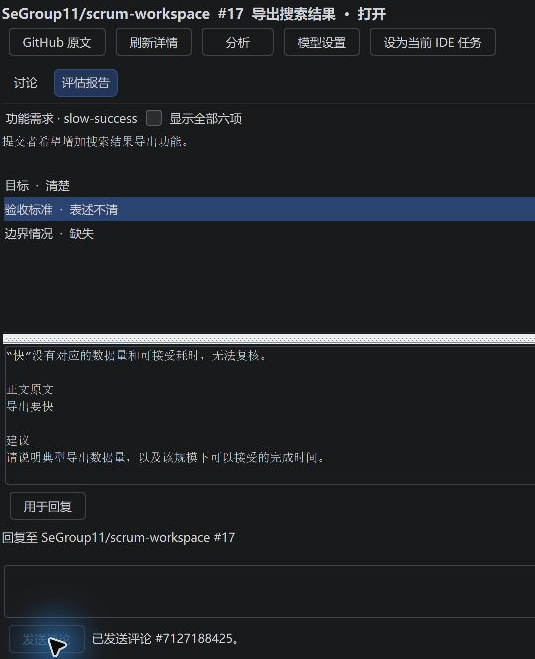 SeGroup11/scrum-workspace #17 导出搜索结果 • 打开
GitHub 原文 刷新详情 分析 模型设置 设为当前 IDE 任务
讨论 评估报告
功能需求 · slow-success 显示全部六项
提交者希望增加搜索结果导出功能。
目标 · 清楚
验收标准 · 表述不清
边界情况 · 缺失
“快”没有对应的数据量和可接受耗时，无法复核。
正文原文
导出要快
建议
请说明典型导出数据量，以及该规模下可以接受的完成时间。
用于回复
回复至 SeGroup11/scrum-workspace #17
发送评论 已发送评论 #7127188425。